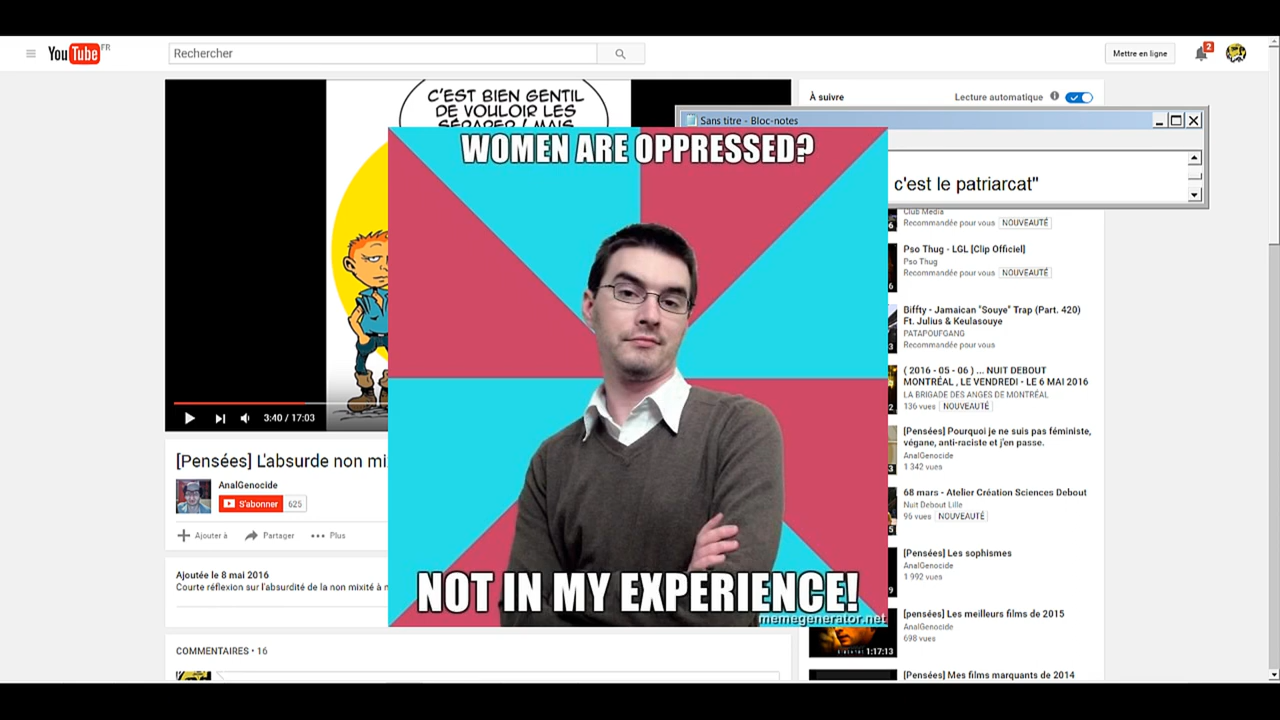 YouTube FR
Rechercher
Mettre en ligne
2
C'EST BIEN GENTIL
DE VOULOIR LES
SÉPARER / MAIS
À suivre
Lecture automatique
Sans titre - Bloc-notes
c'est le patriarcat"
WOMEN ARE OPPRESSED?
NOT IN MY EXPERIENCE!
memegenerator.net
3:40 / 17:03
[Pensées] L'absurde non mi
AnalGenocide
S'abonner 625
Ajouter à Partager Plus
Ajoutée le 8 mai 2016
Courte réflexion sur l'absurdité de la non mixité à
COMMENTAIRES • 16
Club Media
Recommandée pour vous NOUVEAUTÉ
Pso Thug - LGL [Clip Officiel]
Pso Thug
Recommandée pour vous NOUVEAUTÉ
Biffty - Jamaican "Souye" Trap (Part. 420)
Ft. Julius & Keulasouye
PATAPOUFGANG
Recommandée pour vous
( 2016 - 05 - 06 ) ... NUIT DEBOUT
MONTRÉAL , LE VENDREDI - LE 6 MAI 2016
LA BRIGADE DES ANGES DE MONTRÉAL
136 vues NOUVEAUTÉ
[Pensées] Pourquoi je ne suis pas féministe,
végane, anti-raciste et j'en passe.
AnalGenocide
1 342 vues
68 mars - Atelier Création Sciences Debout
Nuit Debout Lille
96 vues NOUVEAUTÉ
[Pensées] Les sophismes
AnalGenocide
1 992 vues
[pensées] Les meilleurs films de 2015
AnalGenocide
698 vues
1:17:13
[Pensées] Mes films marquants de 2014